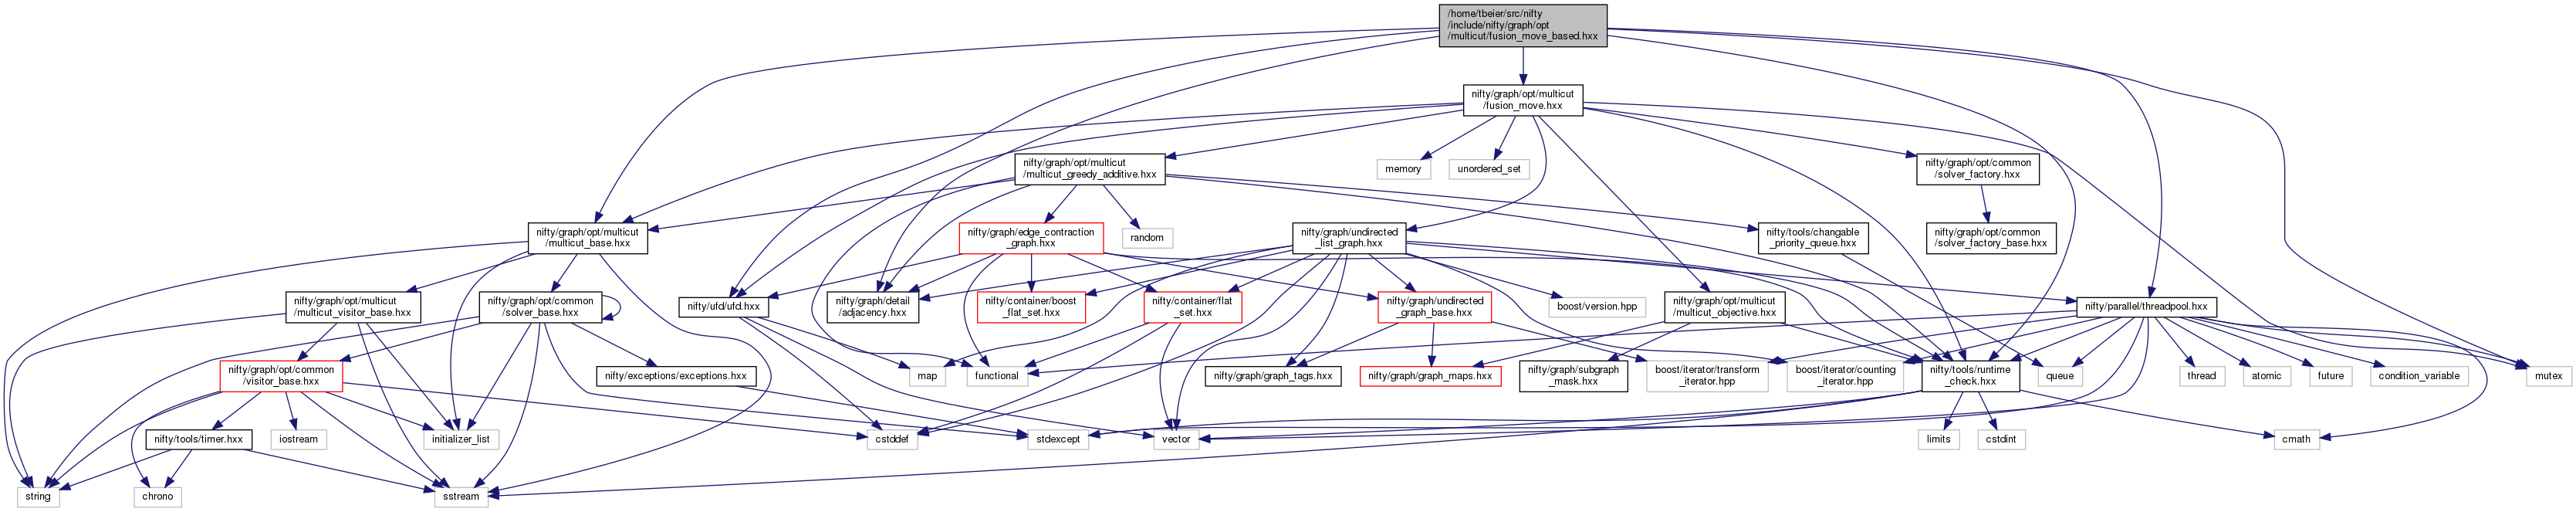 /home/tbeier/src/nifty
/include/nifty/graph/opt
/multicut/fusion_move_based.hxx
nifty/graph/opt/multicut
/fusion_move.hxx
nifty/graph/opt/multicut
/multicut_greedy_additive.hxx
memory
unordered_set
nifty/graph/opt/common
/solver_factory.hxx
nifty/graph/opt/multicut
/multicut_base.hxx
nifty/graph/edge_contraction
_graph.hxx
random
nifty/graph/undirected
_list_graph.hxx
nifty/tools/changable
_priority_queue.hxx
nifty/graph/opt/common
/solver_factory_base.hxx
nifty/graph/opt/multicut
/multicut_visitor_base.hxx
nifty/graph/opt/common
/solver_base.hxx
nifty/ufd/ufd.hxx
nifty/graph/detail
/adjacency.hxx
nifty/container/boost
_flat_set.hxx
nifty/container/flat
_set.hxx
nifty/graph/undirected
_graph_base.hxx
boost/version.hpp
nifty/graph/opt/multicut
/multicut_objective.hxx
nifty/parallel/threadpool.hxx
nifty/graph/opt/common
/visitor_base.hxx
nifty/exceptions/exceptions.hxx
map
functional
nifty/graph/graph_tags.hxx
nifty/graph/graph_maps.hxx
nifty/graph/subgraph
_mask.hxx
boost/iterator/transform
_iterator.hpp
boost/iterator/counting
_iterator.hpp
nifty/tools/runtime
_check.hxx
queue
thread
atomic
future
condition_variable
mutex
nifty/tools/timer.hxx
iostream
initializer_list
cstddef
stdexcept
vector
limits
cstdint
cmath
string
chrono
sstream